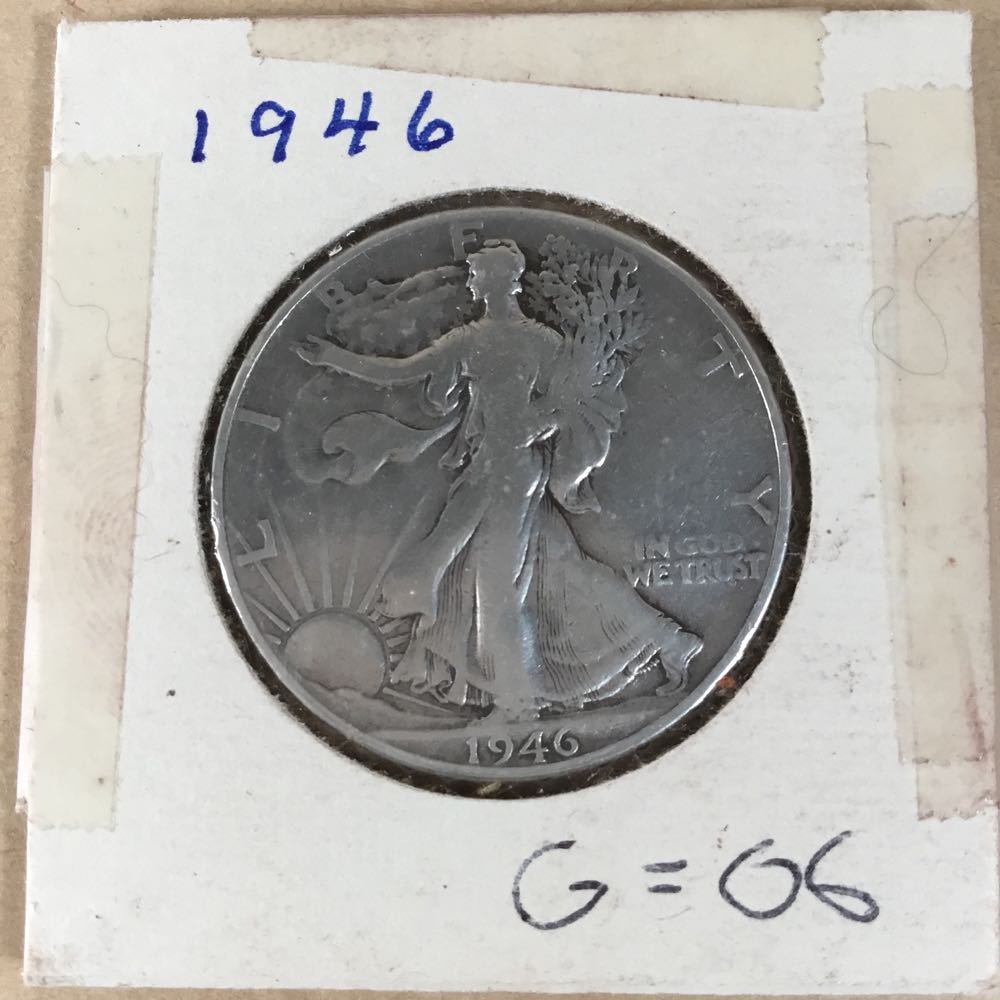 1946
LIBERTY
IN GOD
WE TRUST
1946
G = 06